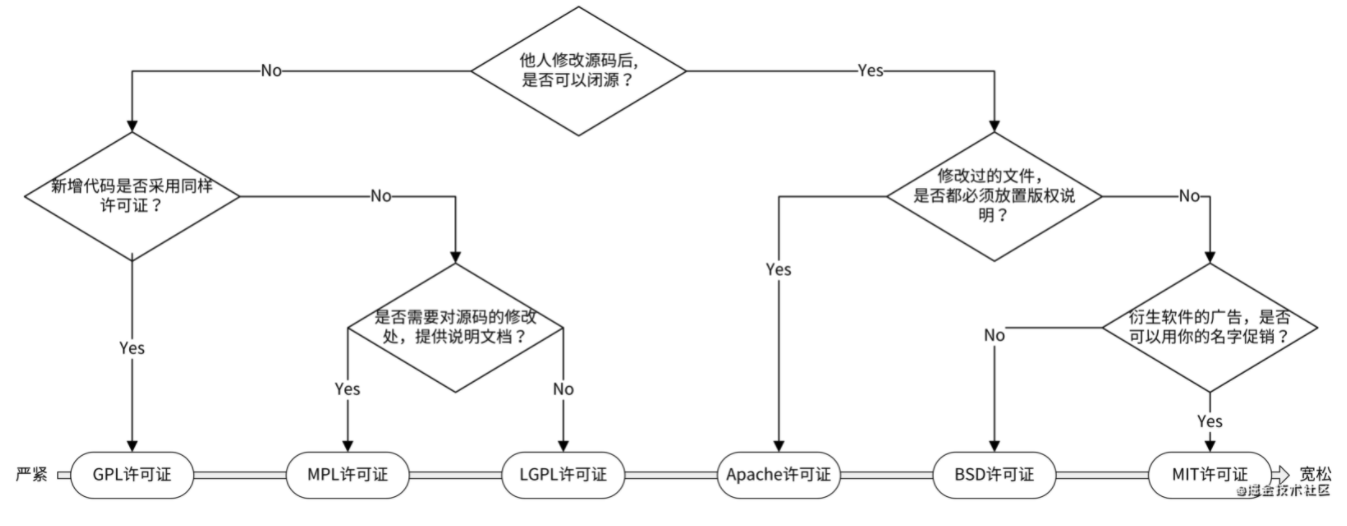 他人修改源码后,
是否可以闭源？
No
Yes
新增代码是否采用同样
许可证？
No
修改过的文件，
是否都必须放置版权说
明？
No
Yes
是否需要对源码的修改
处，提供说明文档？
衍生软件的广告，是否
可以用你的名字促销？
No
Yes
Yes
No
Yes
严紧
GPL许可证
MPL许可证
LGPL许可证
Apache许可证
BSD许可证
MIT许可证
宽松
@掘金技术社区